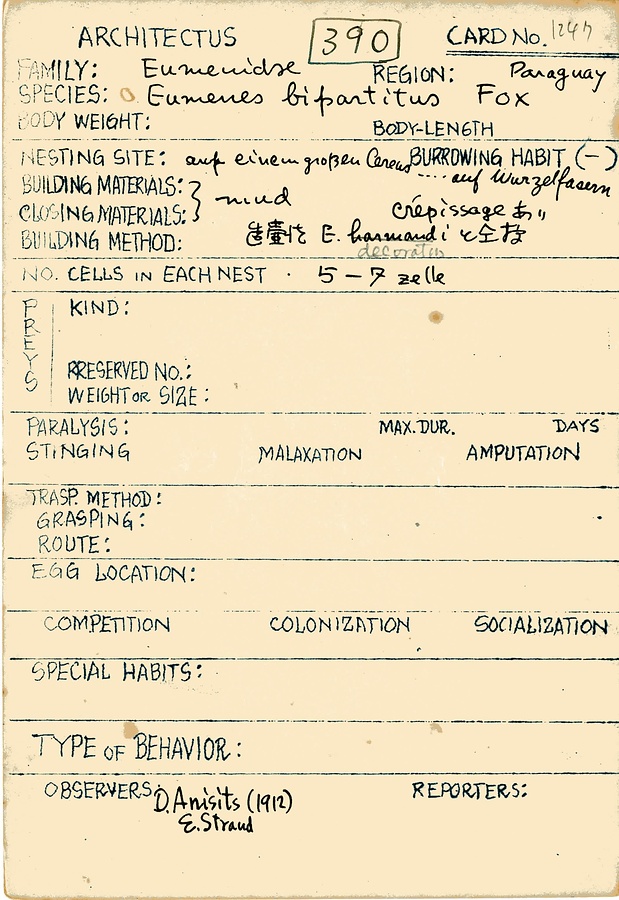 ARCHITECTUS 390 CARD No. 1247
FAMILY: Eumenidae REGION: Paraguay
SPECIES: ○ Eumenes bipartitus Fox
BODY WEIGHT: BODY-LENGTH
NESTING SITE: auf einem großen Cereus BURROWING HABIT (-)
BUILDING MATERIALS: } mud .... auf Wurzelfasern
CLOSING MATERIALS: crépissage あり
BUILDING METHOD: E. harmandi と全
decoratus
NO. CELLS IN EACH NEST · 5-7 zelle
PREYS
KIND:
RRESERVED NO.:
WEIGHT OR SIZE:
PARALYSIS: MAX. DUR. DAYS
STINGING MALAXATION AMPUTATION
TRASP. METHOD:
GRASPING:
ROUTE:
EGG LOCATION:
COMPETITION COLONIZATION SOCIALIZATION
SPECIAL HABITS:
TYPE OF BEHAVIOR:
OBSERVERS: D. Anisits (1912) REPORTERS:
E. Strand